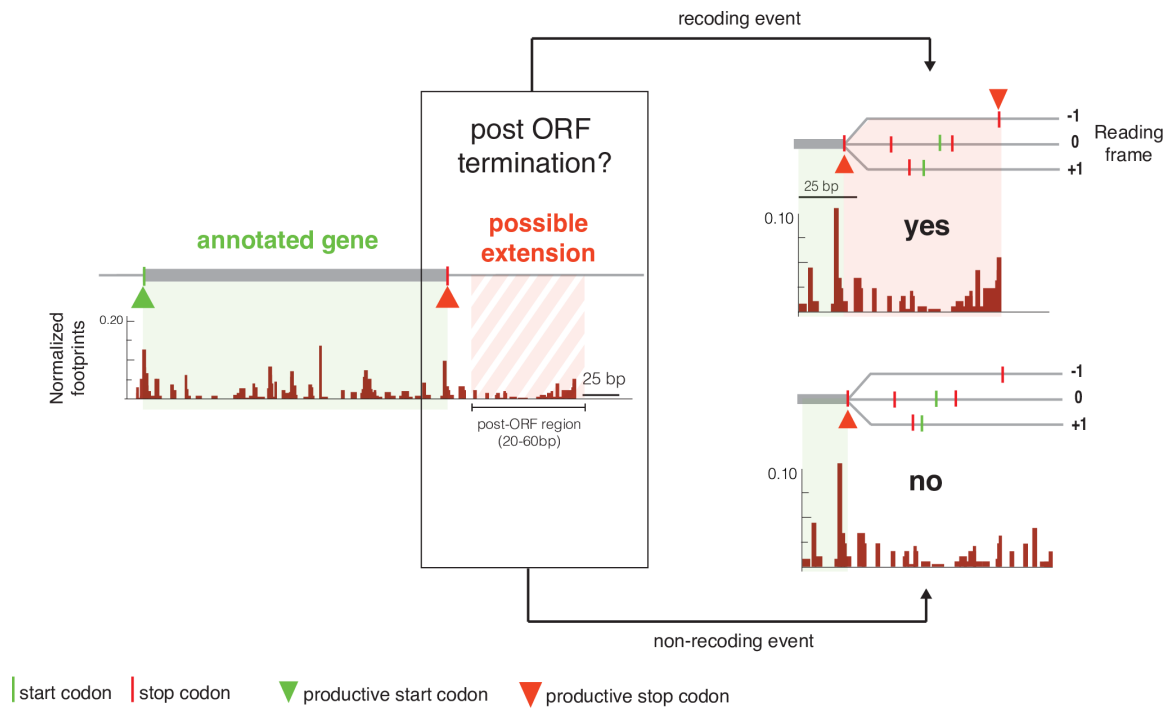 recoding event
post ORF
termination?
possible
extension
annotated gene
Normalized
footprints
0.20
25 bp
post-ORF region
(20-60bp)
-1
0
+1
Reading
frame
25 bp
0.10
yes
-1
0
+1
0.10
no
non-recoding event
start codon
stop codon
productive start codon
productive stop codon